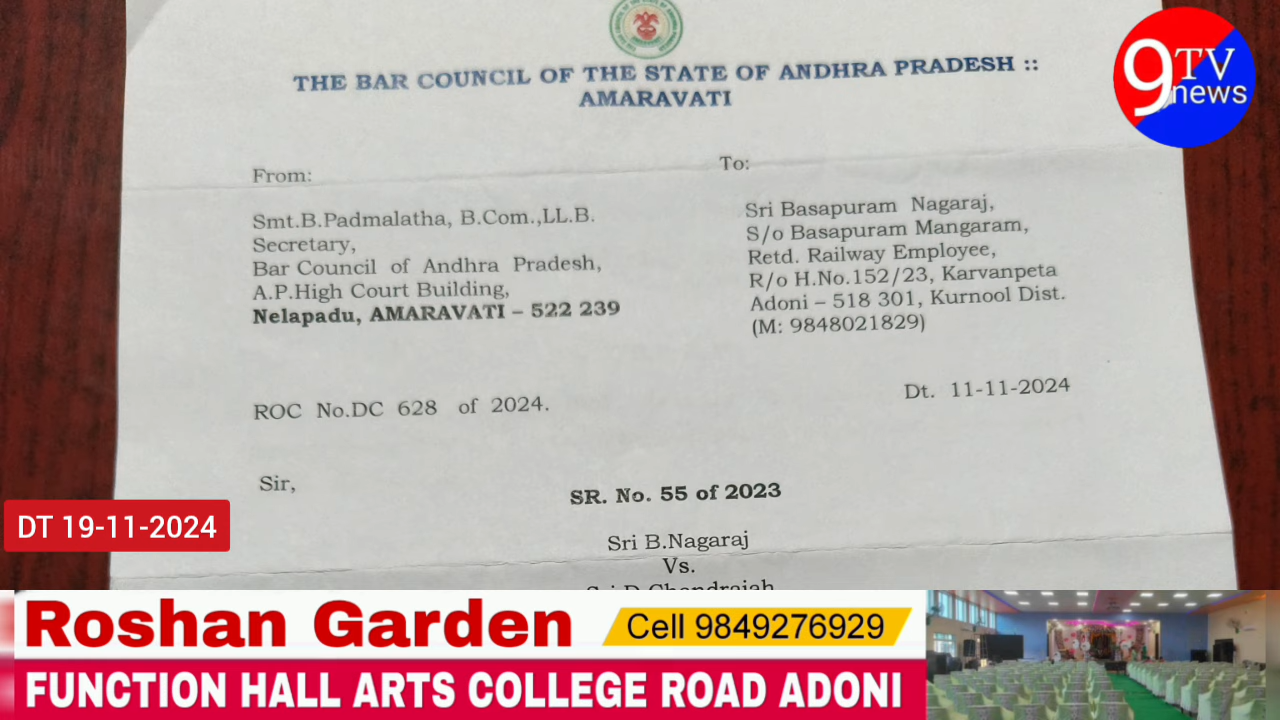 THE BAR COUNCIL OF THE STATE OF ANDHRA PRADESH ::
AMARAVATI
9TV
news
From:
Smt.B.Padmalatha, B.Com.,LL.B.
Secretary,
Bar Council of Andhra Pradesh,
A.P.High Court Building,
Nelapadu, AMARAVATI – 522 239
To:
Sri Basapuram Nagaraj,
S/o Basapuram Mangaram,
Retd. Railway Employee,
R/o H.No.152/23, Karvanpeta
Adoni – 518 301, Kurnool Dist.
(M: 9848021829)
ROC No.DC 628 of 2024.
Dt. 11-11-2024
Sir,
SR. No. 55 of 2023
Sri B.Nagaraj
Vs.
DT 19-11-2024
Roshan Garden
Cell 9849276929
FUNCTION HALL ARTS COLLEGE ROAD ADONI